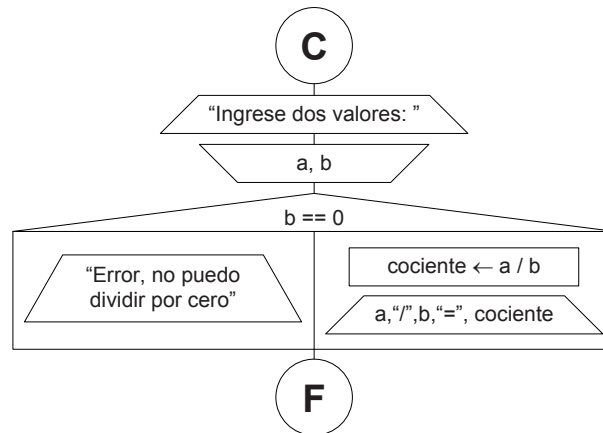 C
“Ingrese dos valores: ”
a, b
b == 0
“Error, no puedo
dividir por cero”
cociente ← a / b
a,“/”,b,“=”, cociente
F